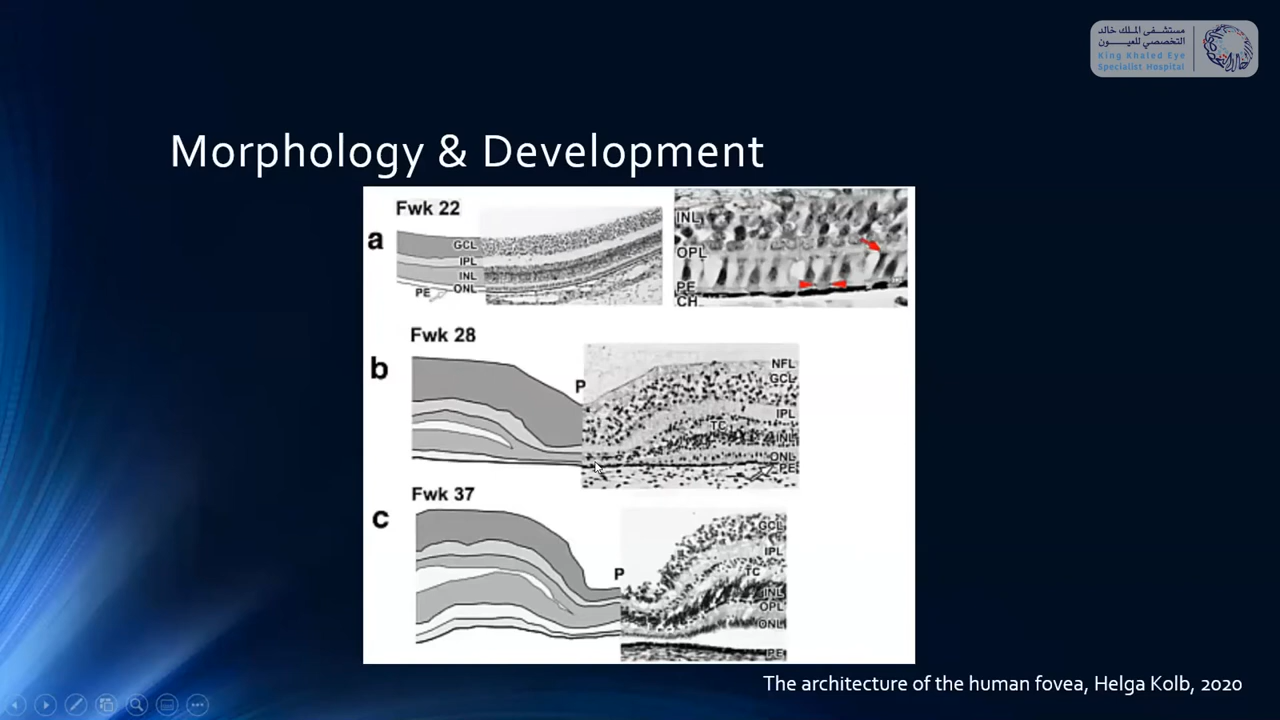 مستشفى الملك خالد
التخصصي للعيون
King Khaled Eye
Specialist Hospital
Morphology & Development
Fwk 22
a
GCL
IPL
INL
ONL
PE
INL
OPL
PE
CH
Fwk 28
b
P
NFL
GCL
IPL
TC
INL
ONL
PE
Fwk 37
c
P
GCL
IPL
TC
INL
OPL
ONL
PE
The architecture of the human fovea, Helga Kolb, 2020